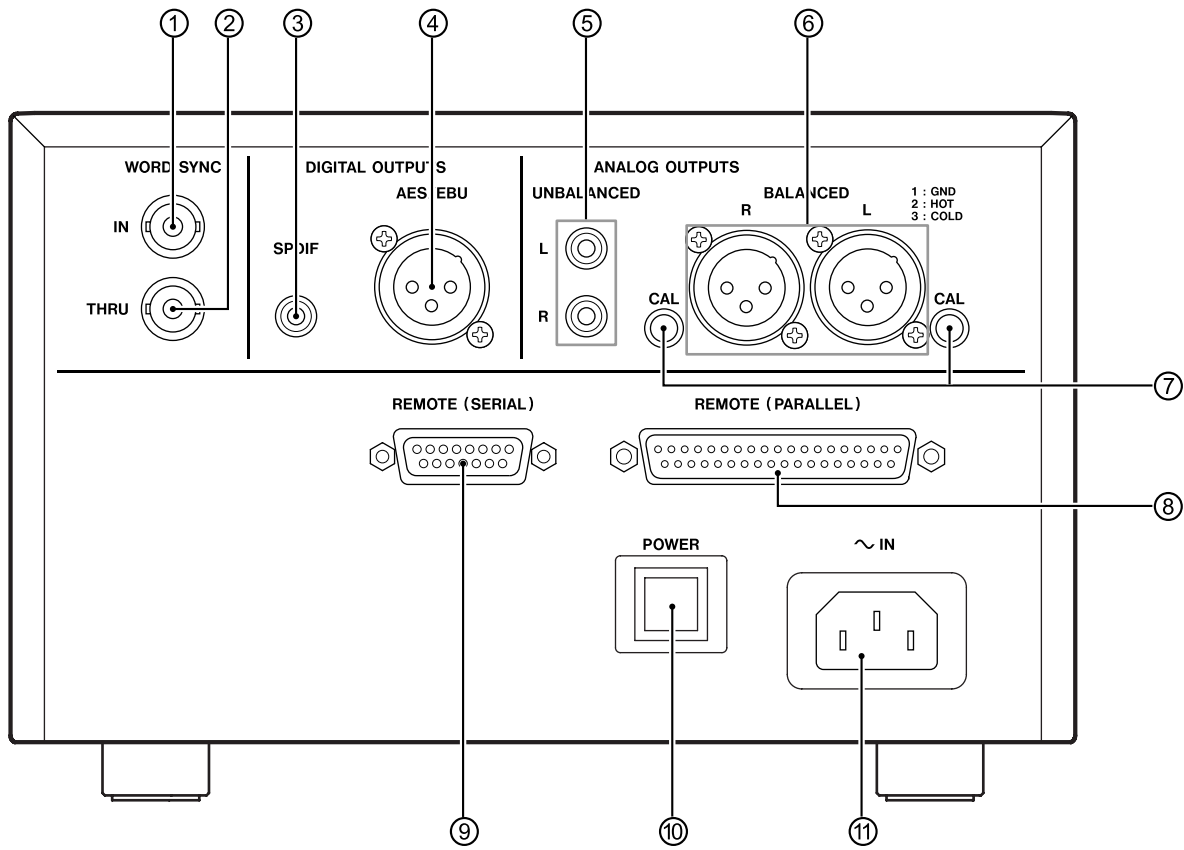 ① ② ③ ④ ⑤ ⑥
WORD SYNC DIGITAL OUTPUTS ANALOG OUTPUTS
AES/EBU UNBALANCED BALANCED 1 : GND
2 : HOT
3 : COLD
R L
IN SPDIF L
THRU R CAL CAL
⑦
REMOTE (SERIAL) REMOTE (PARALLEL)
⑧
POWER ∼ IN
⑨ ⑩ ⑪